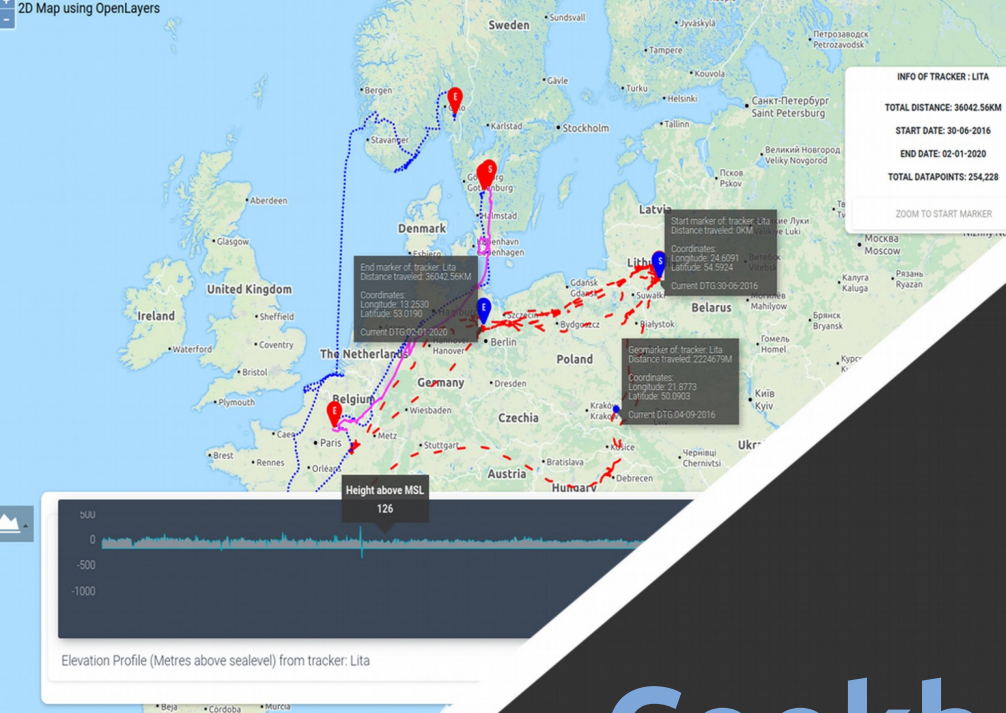 +
-
2D Map using OpenLayers
Sundsvall
Sweden
Jyväskylä
Петрозаводск
Petrozavodsk
Tampere
Gävle
Kouvola
Bergen
Turku
Helsinki
Санкт-Петербург
Saint Petersburg
E
Karlstad
Stockholm
Tallinn
Stavanger
Великий Новгород
Veliky Novgorod
INFO OF TRACKER : LITA
TOTAL DISTANCE: 36042.56KM
START DATE: 30-06-2016
END DATE: 02-01-2020
TOTAL DATAPOINTS: 254,228
ZOOM TO START MARKER
S
Псков
Pskov
Aberdeen
Latvia
Halmstad
Denmark
Glasgow
Москва
Moscow
Start marker of: tracker: Lita
Distance traveled: 0KM
Coordinates:
Longitude: 24.6091
Latitude: 54.5924
Current DTG:30-06-2016
S
End marker of: tracker: Lita
Distance traveled: 36042.56KM
Coordinates:
Longitude: 13.2530
Latitude: 53.0190
Current DTG:02-01-2020
Gdańsk
Suwałki
Калуга
Kaluga
Рязань
Ryazan
United Kingdom
Ireland
Sheffield
E
Szczecin
Bydgoszcz
Białystok
Belarus
Mahilyow
Брянск
Bryansk
Waterford
Coventry
The Netherlands
Hanover
Berlin
Poland
Гомель
Homyel
Geomarker of: tracker: Lita
Distance traveled: 2224679M
Coordinates:
Longitude: 21.8773
Latitude: 50.0903
Current DTG:04-09-2016
Bristol
Plymouth
Germany
Dresden
Belgium
Wiesbaden
Czechia
Kraków
Київ
Kyiv
E
Caen
Paris
Metz
Stuttgart
Košice
Чернівці
Chernivtsi
Brest
Rennes
Orléans
Austria
Bratislava
Hungary
Debrecen
Height above MSL
126
500
0
-500
-1000
Elevation Profile (Metres above sealevel) from tracker: Lita
Beja
Córdoba
Murcia